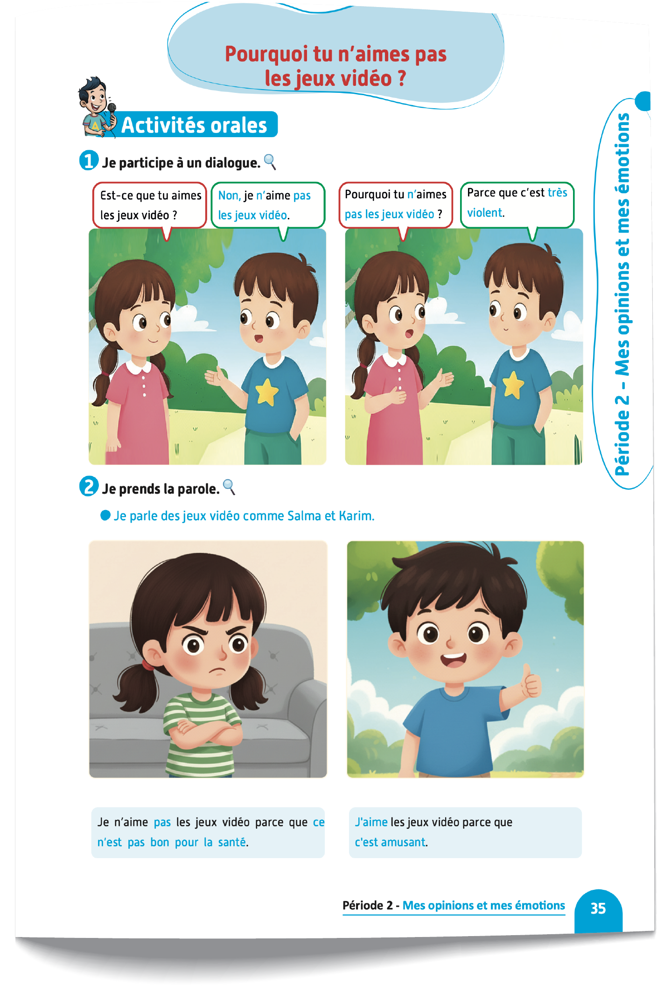 Pourquoi tu n'aimes pas
les jeux vidéo ?
Activités orales
1 Je participe à un dialogue.
Est-ce que tu aimes
les jeux vidéo ?
Non, je n'aime pas
les jeux vidéo.
Pourquoi tu n'aimes
pas les jeux vidéo ?
Parce que c'est très
violent.
2 Je prends la parole.
Je parle des jeux vidéo comme Salma et Karim.
Je n'aime pas les jeux vidéo parce que ce
n'est pas bon pour la santé.
J'aime les jeux vidéo parce que
c'est amusant.
Période 2 - Mes opinions et mes émotions
Période 2 - Mes opinions et mes émotions
35
A